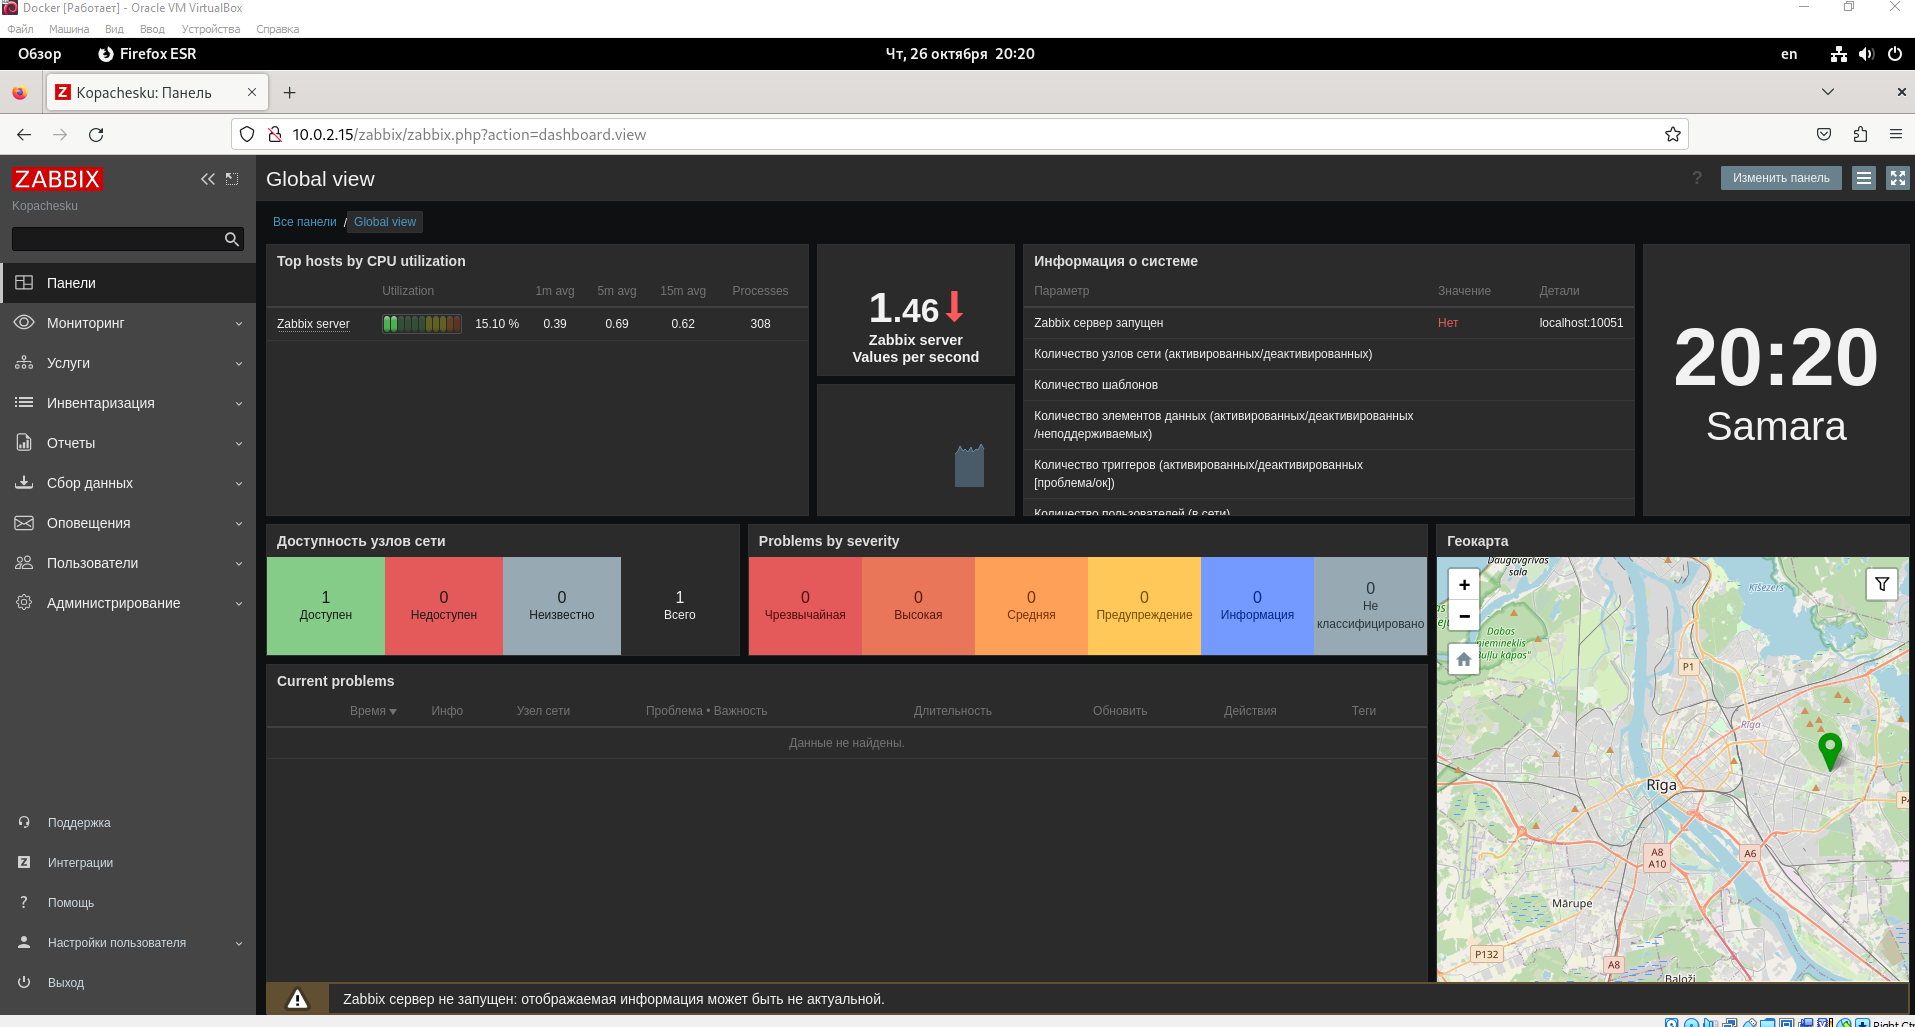 Docker [Работает] - Oracle VM VirtualBox
Файл Машина Вид Ввод Устройства Справка
Обзор Firefox ESR Чт, 26 октября 20:20 en
Kopachesku: Панель
10.0.2.15/zabbix/zabbix.php?action=dashboard.view
ZABBIX
Kopachesku
Панели
Мониторинг
Услуги
Инвентаризация
Отчеты
Сбор данных
Оповещения
Пользователи
Администрирование
Поддержка
Интеграции
Помощь
Настройки пользователя
Выход
Global view
? Изменить панель
Все панели / Global view
Top hosts by CPU utilization
Utilization 1m avg 5m avg 15m avg Processes
Zabbix server 15.10 % 0.39 0.69 0.62 308
1.46
Zabbix server
Values per second
Информация о системе
Параметр Значение Детали
Zabbix сервер запущен Нет localhost:10051
Количество узлов сети (активированных/деактивированных)
Количество шаблонов
Количество элементов данных (активированных/деактивированных
/неподдерживаемых)
Количество триггеров (активированных/деактивированных
[проблема/ок])
Количество пользователей (в сети)
20:20
Samara
Доступность узлов сети
1 Доступен
0 Недоступен
0 Неизвестно
1 Всего
Problems by severity
0 Чрезвычайная
0 Высокая
0 Средняя
0 Предупреждение
0 Информация
0 Не
классифицировано
Current problems
Время Инфо Узел сети Проблема • Важность Длительность Обновить Действия Теги
Данные не найдены.
Геокарта
Daugavgrīvas
sala
Ķīšezers
+
−
Dabas
piemineklis
P1
Rīga
Rīga
A8
A10
A6
Mārupe
P132
A8
Baloži
Zabbix сервер не запущен: отображаемая информация может быть не актуальной.